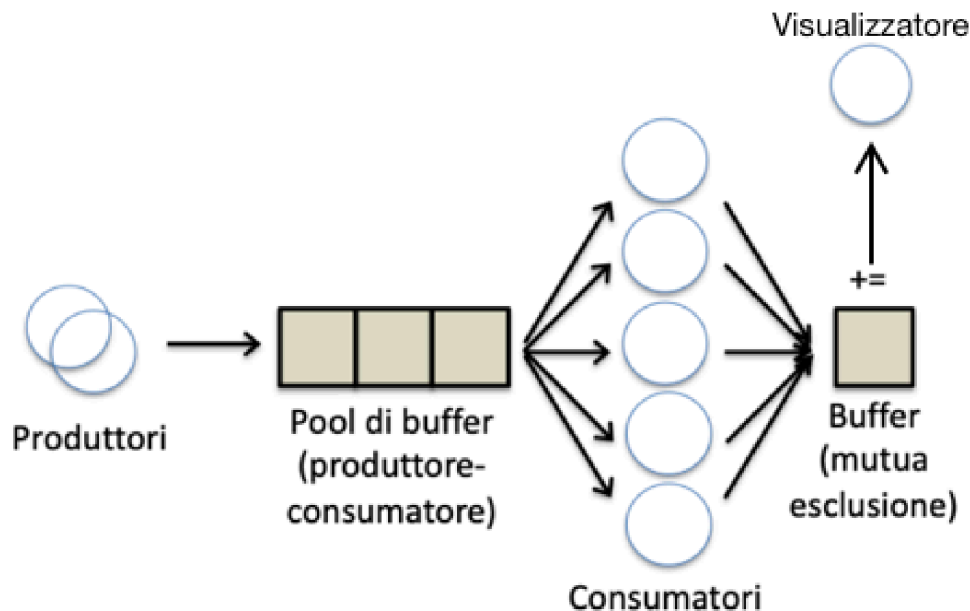 Visualizzatore
+=
Produttori
Pool di buffer
(produttore-
consumatore)
Buffer
(mutua
esclusione)
Consumatori